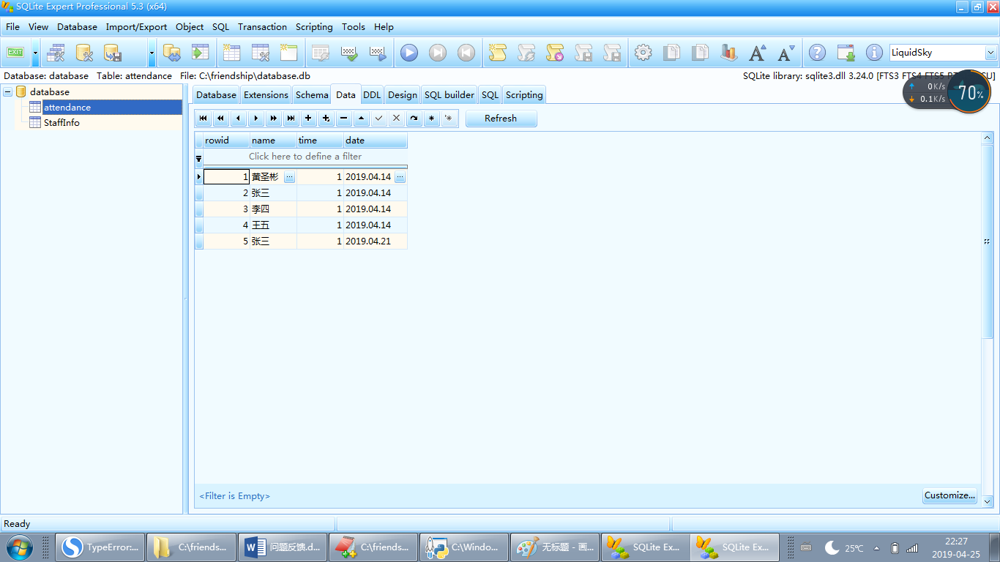 SQLite Expert Professional 5.3 (x64)
File View Database Import/Export Object SQL Transaction Scripting Tools Help
EXIT LiquidSky
Database: database Table: attendance File: C:\friendship\database.db SQLite library: sqlite3.dll 3.24.0 [FTS3 FTS4 FTS5
0K/s
0.1K/s
70%
database
attendance
StaffInfo
Database Extensions Schema Data DDL Design SQL builder SQL Scripting
Refresh
rowid name time date
Click here to define a filter
1 黄圣彬 1 2019.04.14
2 张三 1 2019.04.14
3 李四 1 2019.04.14
4 王五 1 2019.04.14
5 张三 1 2019.04.21
<Filter is Empty> Customize...
Ready
TypeError:... C:\friends... 问题反馈.d... C:\friends... C:\Windo... 无标题 - 画... SQLite Ex... SQLite Ex... 25℃ 22:27
2019-04-25